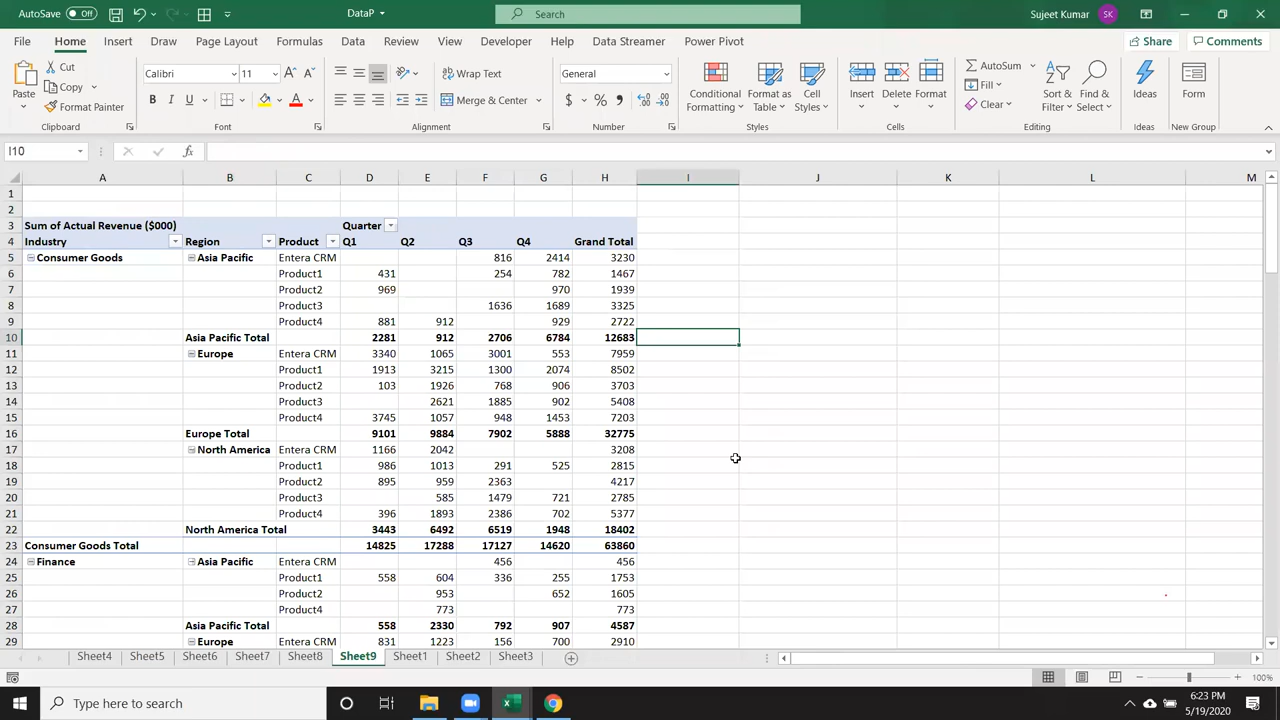 AutoSave Off DataP Search Sujeet Kumar SK
File Home Insert Draw Page Layout Formulas Data Review View Developer Help Data Streamer Power Pivot Share Comments
Paste Cut Copy Format Painter Clipboard
Calibri 11 B I U A Font
Wrap Text Merge & Center Alignment
General $ % , Number
Conditional Formatting Format as Table Cell Styles Styles
Insert Delete Format Cells
AutoSum Fill Clear Sort & Filter Find & Select Editing
Ideas Ideas
Form New Group
I10 fx
A B C D E F G H I J K L M
1
2
3 Sum of Actual Revenue ($000) Quarter
4 Industry Region Product Q1 Q2 Q3 Q4 Grand Total
5 Consumer Goods Asia Pacific Entera CRM 816 2414 3230
6 Product1 431 254 782 1467
7 Product2 969 970 1939
8 Product3 1636 1689 3325
9 Product4 881 912 929 2722
10 Asia Pacific Total 2281 912 2706 6784 12683
11 Europe Entera CRM 3340 1065 3001 553 7959
12 Product1 1913 3215 1300 2074 8502
13 Product2 103 1926 768 906 3703
14 Product3 2621 1885 902 5408
15 Product4 3745 1057 948 1453 7203
16 Europe Total 9101 9884 7902 5888 32775
17 North America Entera CRM 1166 2042 3208
18 Product1 986 1013 291 525 2815
19 Product2 895 959 2363 4217
20 Product3 585 1479 721 2785
21 Product4 396 1893 2386 702 5377
22 North America Total 3443 6492 6519 1948 18402
23 Consumer Goods Total 14825 17288 17127 14620 63860
24 Finance Asia Pacific Entera CRM 456 456
25 Product1 558 604 336 255 1753
26 Product2 953 652 1605
27 Product4 773 773
28 Asia Pacific Total 558 2330 792 907 4587
29 Europe Entera CRM 831 1223 156 700 2910
Sheet4 Sheet5 Sheet6 Sheet7 Sheet8 Sheet9 Sheet1 Sheet2 Sheet3
100%
Type here to search 6:23 PM
5/19/2020